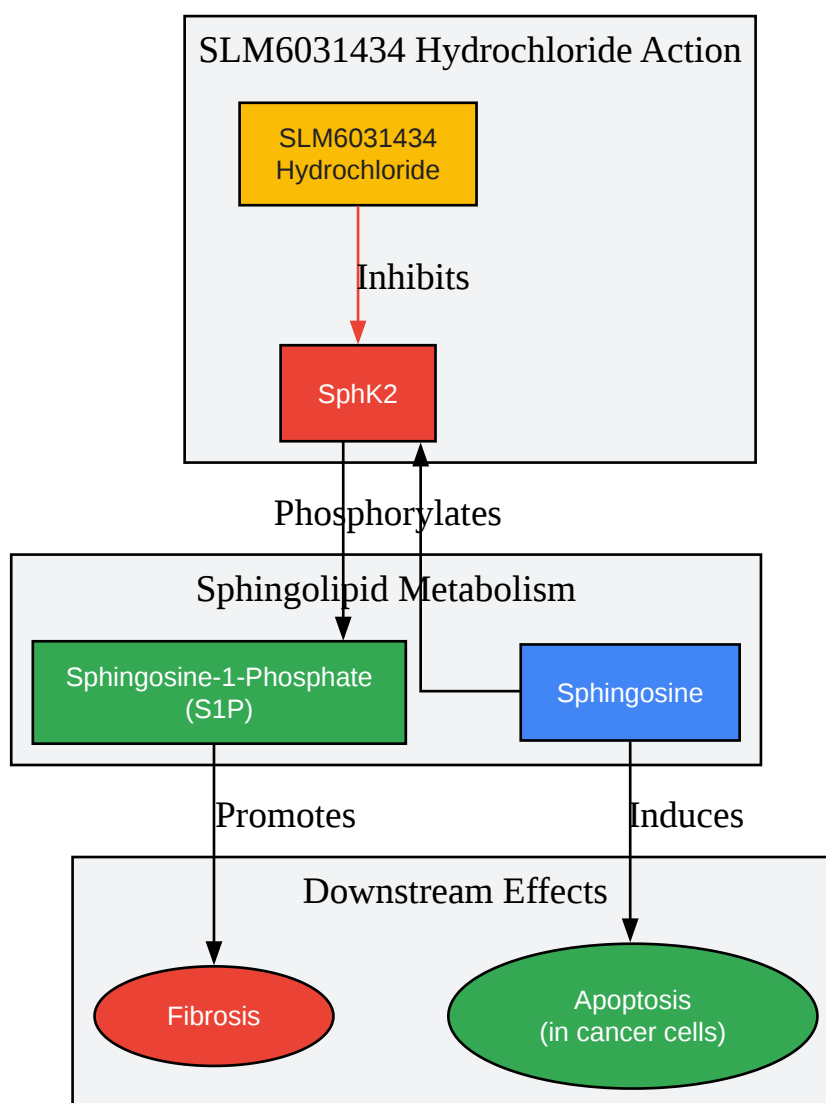 SLM6031434 Hydrochloride Action
SLM6031434
Hydrochloride
Inhibits
SphK2
Phosphorylates
Sphingolipid Metabolism
Sphingosine-1-Phosphate
(S1P)
Sphingosine
Promotes
Induces
Downstream Effects
Fibrosis
Apoptosis
(in cancer cells)